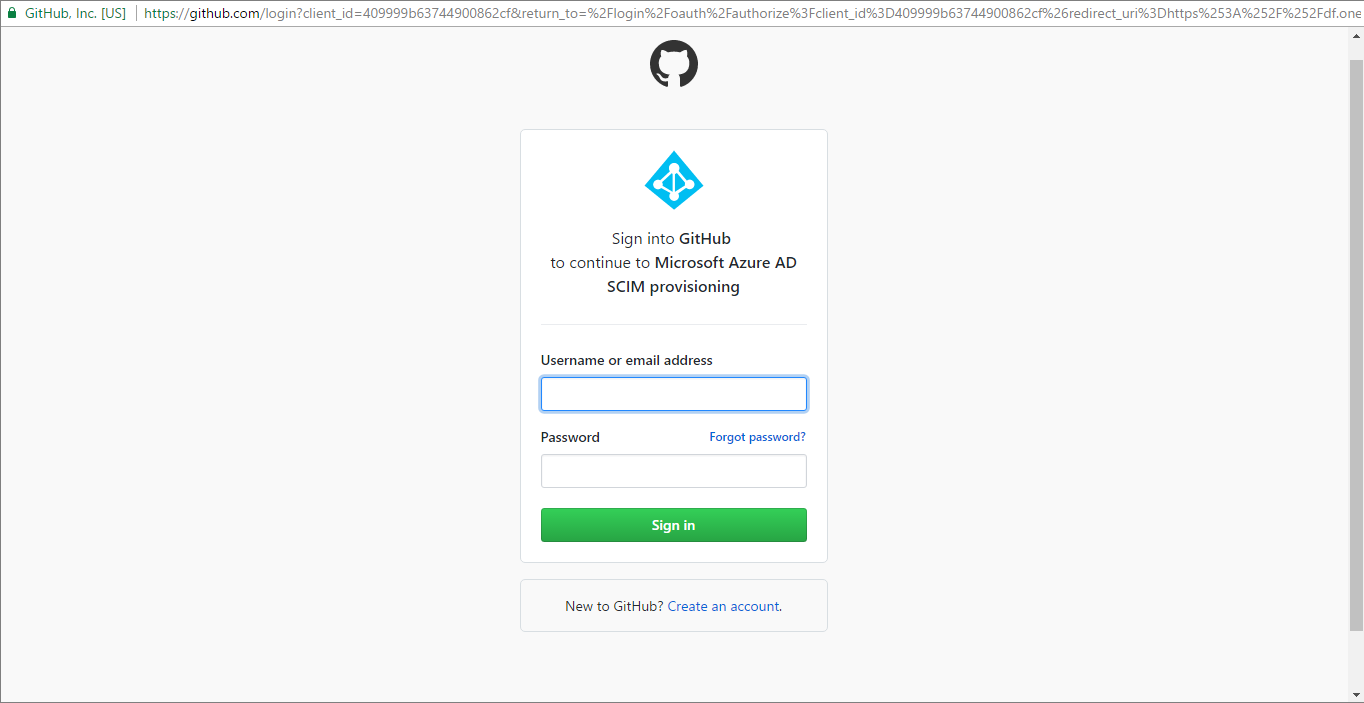 GitHub, Inc. [US] https://github.com/login?client_id=409999b63744900862cf&return_to=%2Flogin%2Foauth%2Fauthorize%3Fclient_id%3D409999b63744900862cf%26redirect_uri%3Dhttps%253A%252F%252Fdf.one
Sign into GitHub
to continue to Microsoft Azure AD
SCIM provisioning
Username or email address
Password Forgot password?
Sign in
New to GitHub? Create an account.